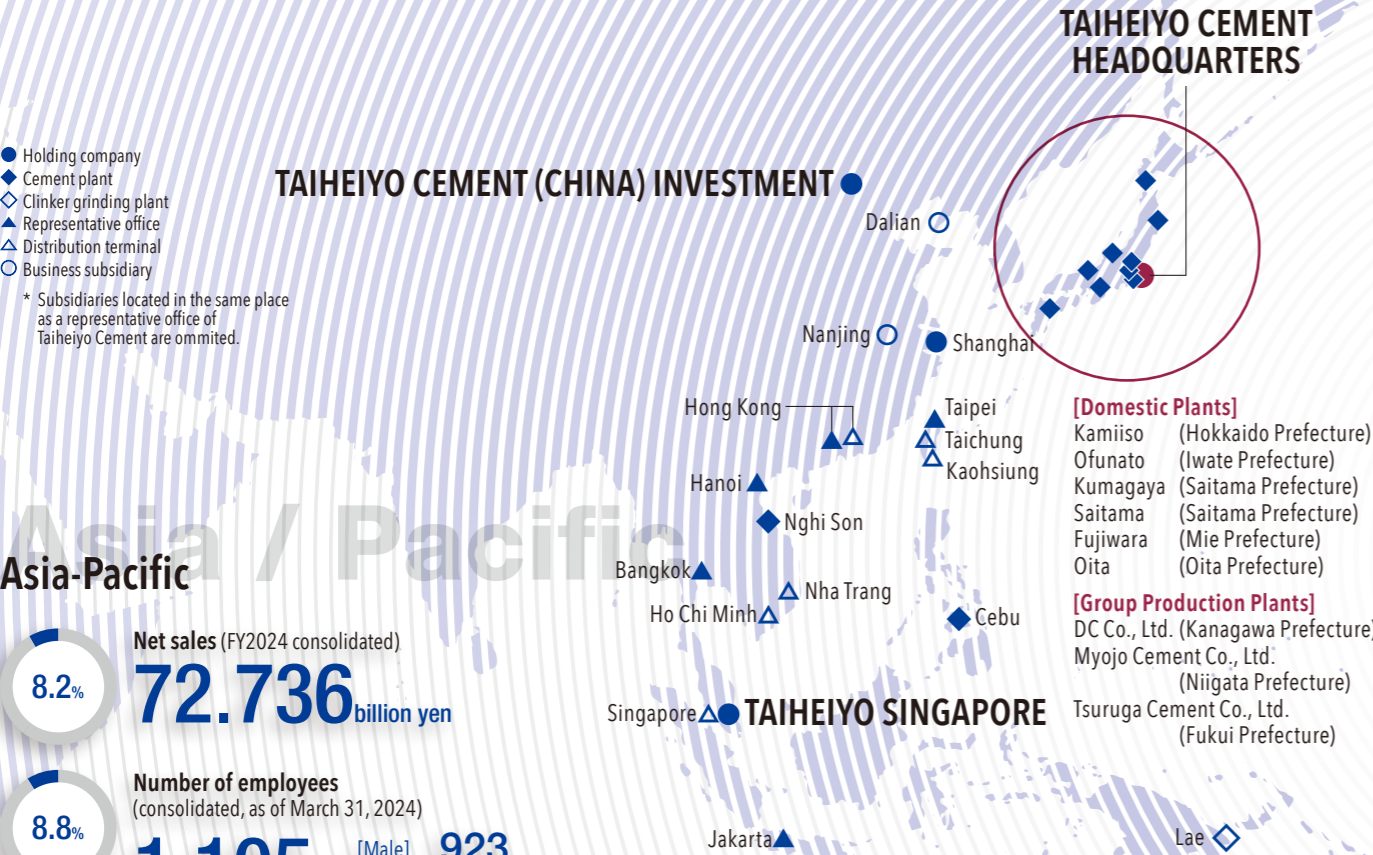 TAIHEIYO CEMENT
HEADQUARTERS
Holding company
Cement plant
Clinker grinding plant
Representative office
Distribution terminal
Business subsidiary
* Subsidiaries located in the same place
as a representative office of
Taiheiyo Cement are ommited.
TAIHEIYO CEMENT (CHINA) INVESTMENT
Dalian
Nanjing
Shanghai
Hong Kong
Taipei
Taichung
Kaohsiung
Hanoi
Nghi Son
Bangkok
Nha Trang
Ho Chi Minh
Cebu
Singapore
TAIHEIYO SINGAPORE
Jakarta
Lae
[Domestic Plants]
Kamiiso (Hokkaido Prefecture)
Ofunato (Iwate Prefecture)
Kumagaya (Saitama Prefecture)
Saitama (Saitama Prefecture)
Fujiwara (Mie Prefecture)
Oita (Oita Prefecture)
[Group Production Plants]
DC Co., Ltd. (Kanagawa Prefecture)
Myojo Cement Co., Ltd.
(Niigata Prefecture)
Tsuruga Cement Co., Ltd.
(Fukui Prefecture)
Asia / Pacific
Asia-Pacific
8.2%
Net sales (FY2024 consolidated)
72.736 billion yen
8.8%
Number of employees
(consolidated, as of March 31, 2024)
[Male] 923